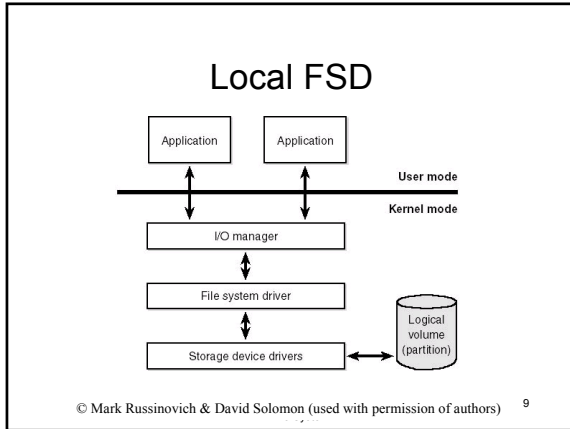 Local FSD
Application
Application
User mode
Kernel mode
I/O manager
File system driver
Logical
volume
(partition)
Storage device drivers
© Mark Russinovich & David Solomon (used with permission of authors)
9